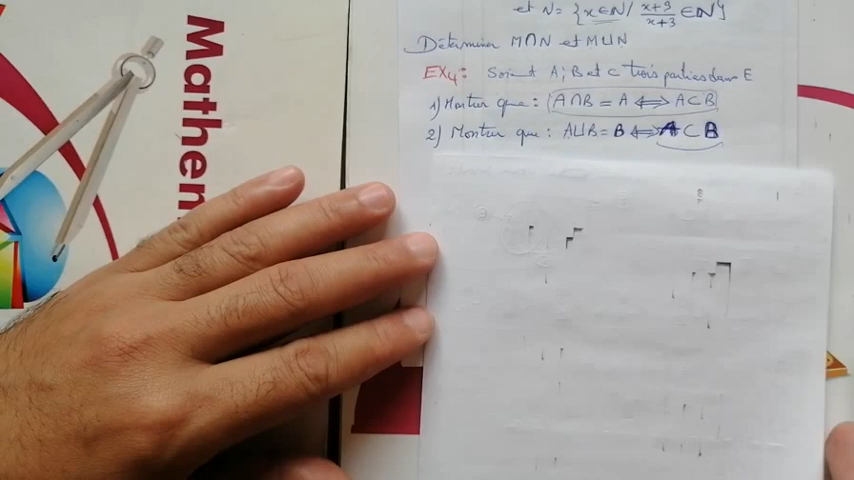 Mathem
et N = {x∈N / x+9/x+3 ∈ N}
Déterminer M∩N et M∪N
EX4: Soient A; B et C trois parties dans E
1) Montrer que : A∩B = A ⟺ A⊂B
2) Montrer que : A∪B = B ⟺ A⊂B